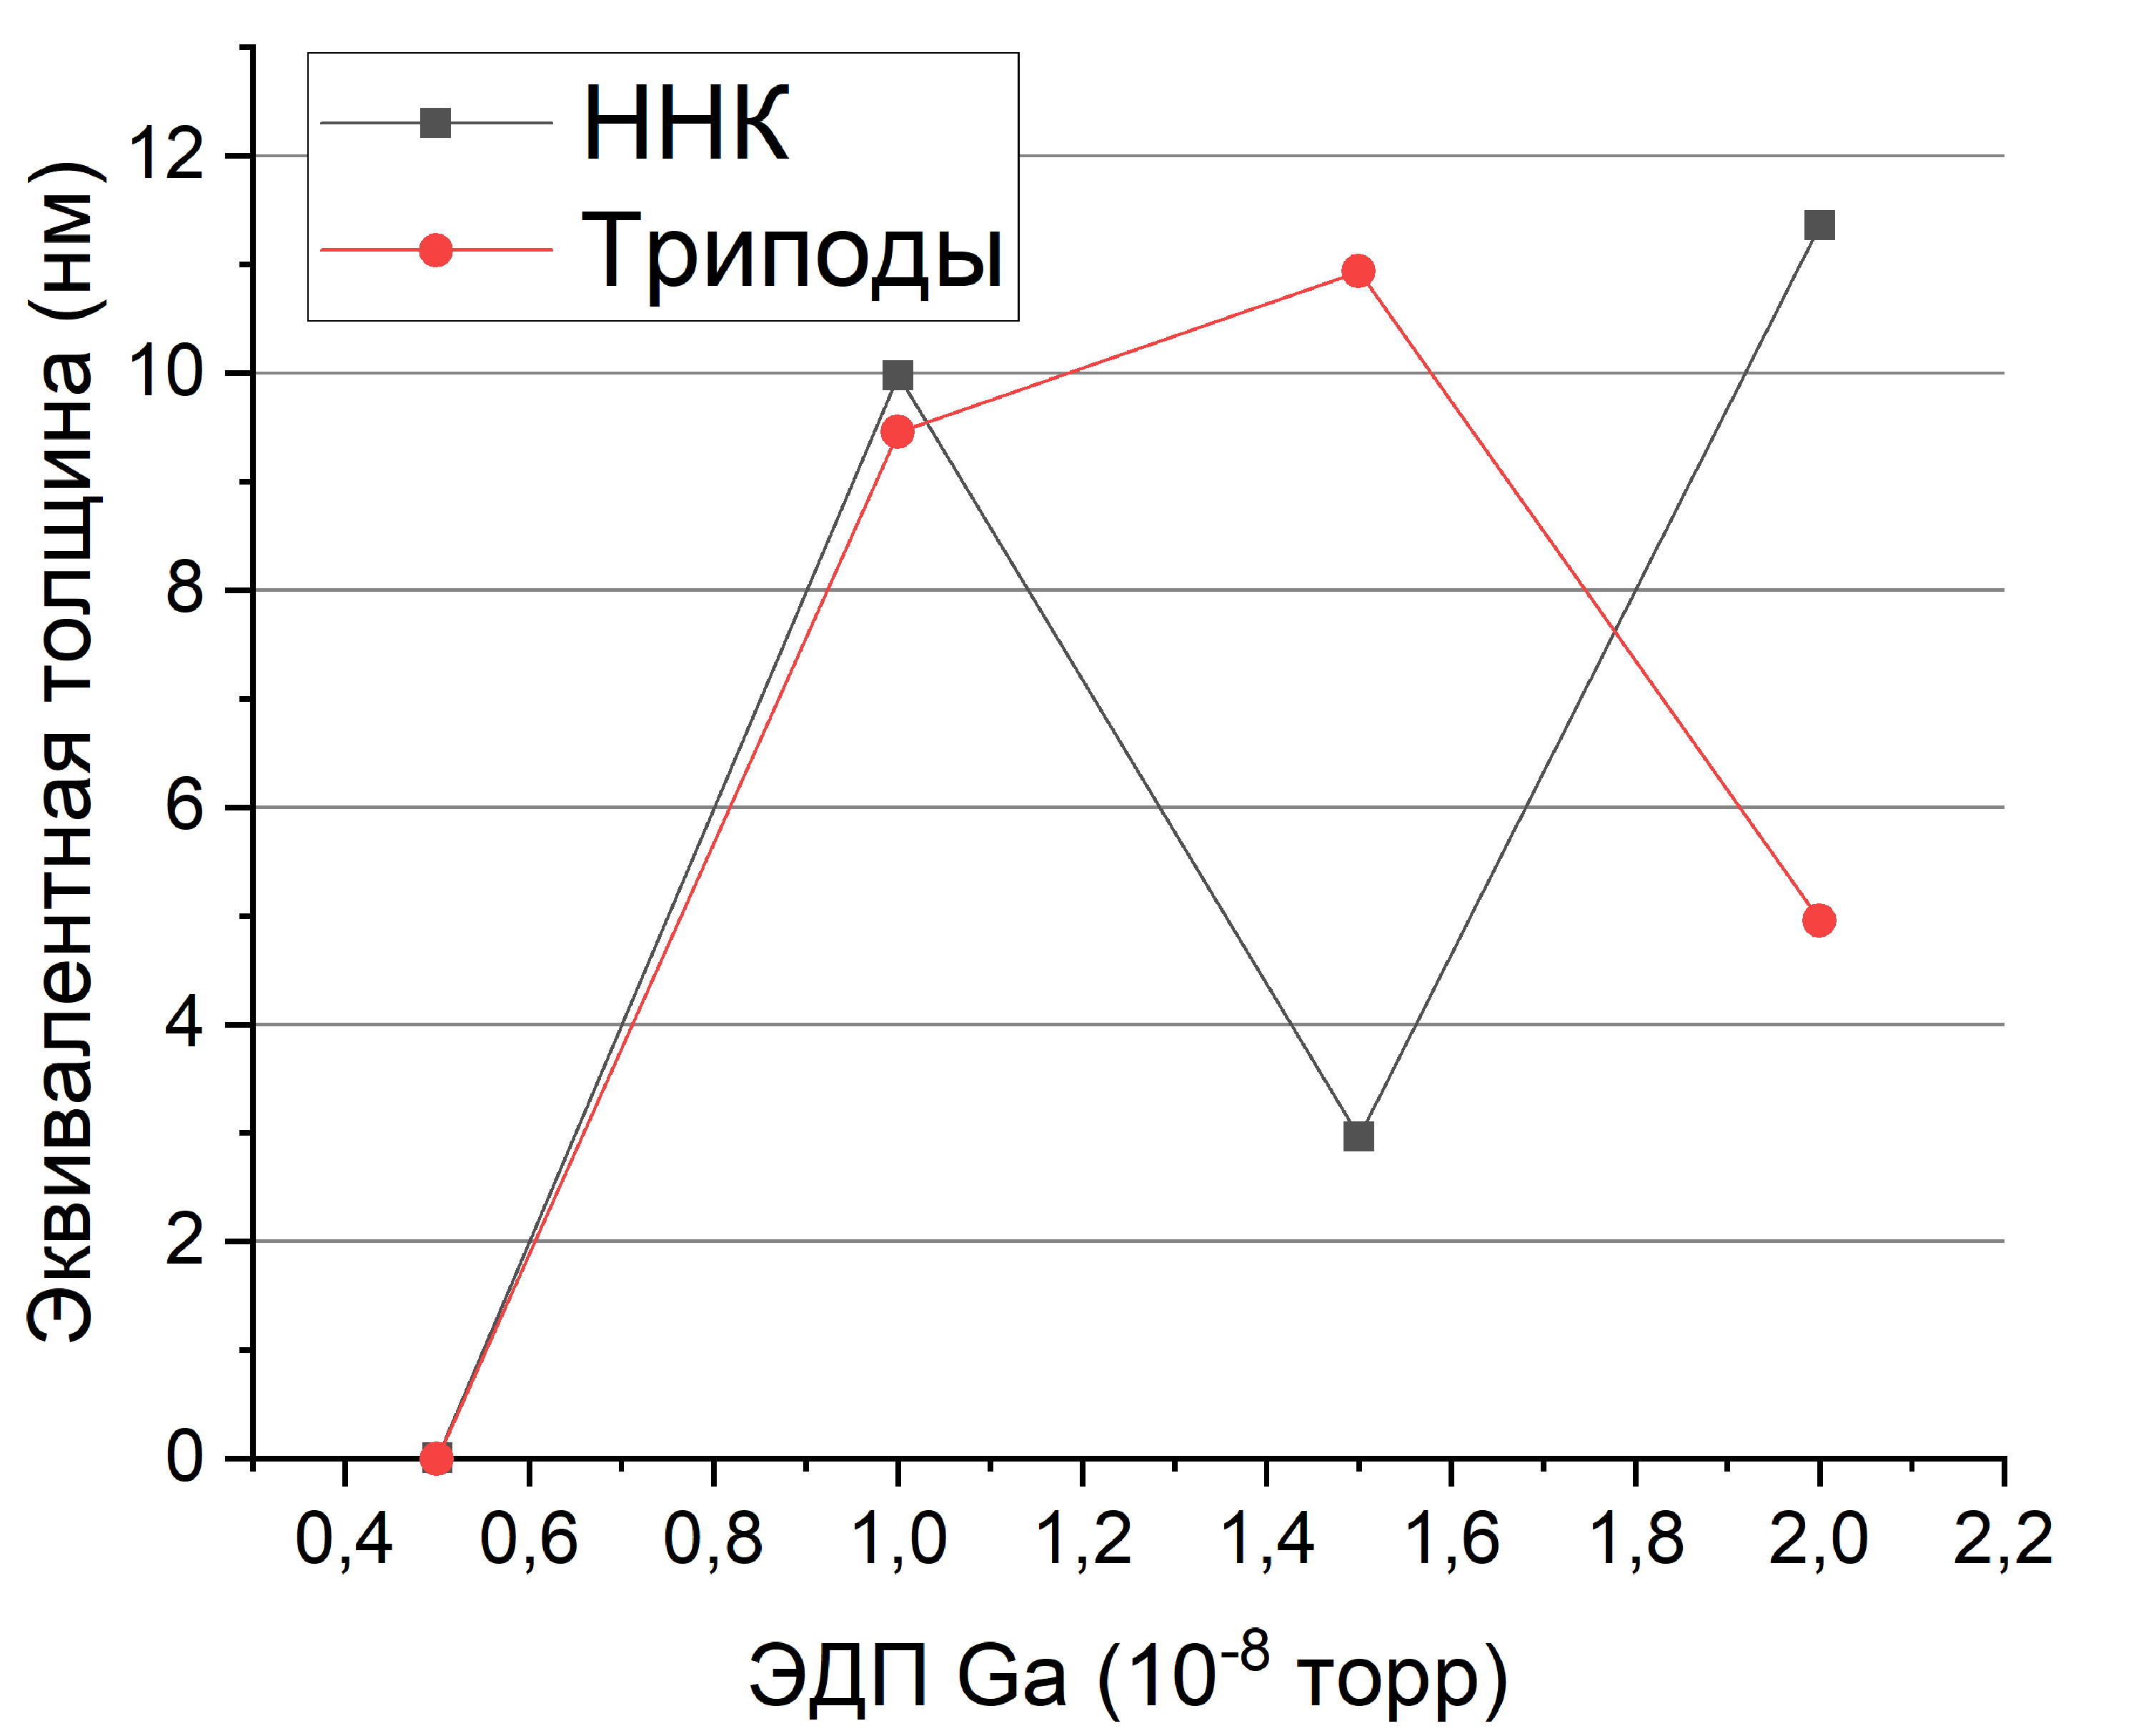 ННК
Триподы
Эквивалентная толщина (нм)
12
10
8
6
4
2
0
0,4 0,6 0,8 1,0 1,2 1,4 1,6 1,8 2,0 2,2
ЭДП Ga (10⁻⁸ торр)